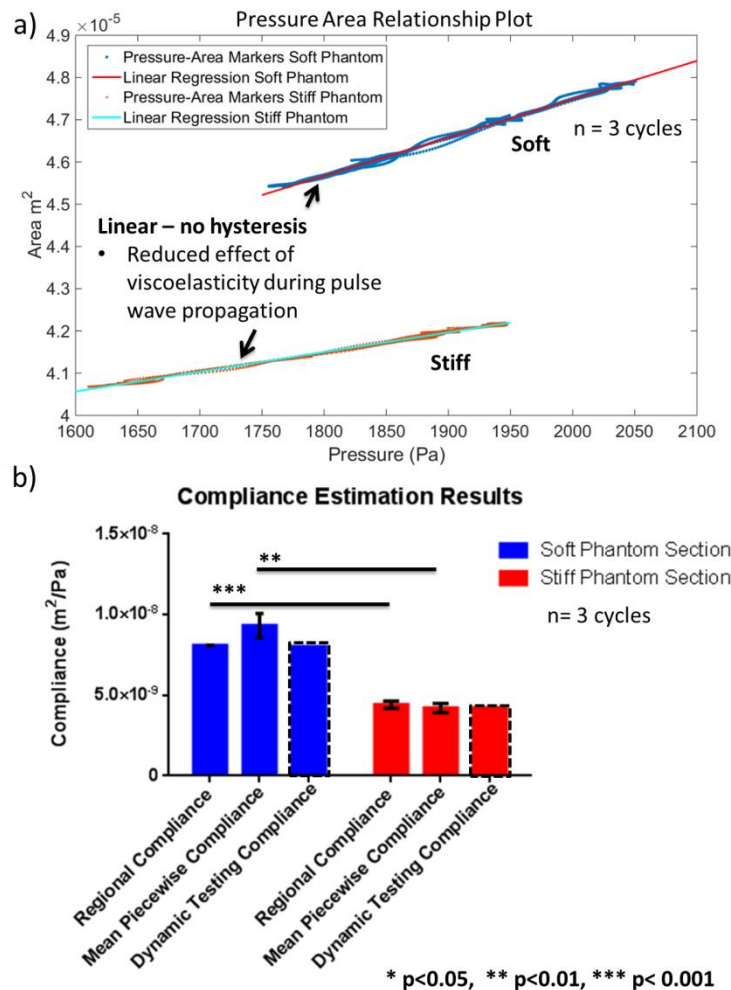 a)
Pressure Area Relationship Plot
×10⁻⁵
4.9
4.8
4.7
4.6
4.5
4.4
4.3
4.2
4.1
4
Area m²
Pressure-Area Markers Soft Phantom
Linear Regression Soft Phantom
Pressure-Area Markers Stiff Phantom
Linear Regression Stiff Phantom
n = 3 cycles
Soft
Linear – no hysteresis
• Reduced effect of
viscoelasticity during pulse
wave propagation
Stiff
1600 1650 1700 1750 1800 1850 1900 1950 2000 2050 2100
Pressure (Pa)
b)
Compliance Estimation Results
1.5×10⁻⁸
1.0×10⁻⁸
5.0×10⁻⁹
0
Compliance (m²/Pa)
**
***
Soft Phantom Section
Stiff Phantom Section
n= 3 cycles
Regional Compliance
Mean Piecewise Compliance
Dynamic Testing Compliance
Regional Compliance
Mean Piecewise Compliance
Dynamic Testing Compliance
* p<0.05, ** p<0.01, *** p< 0.001